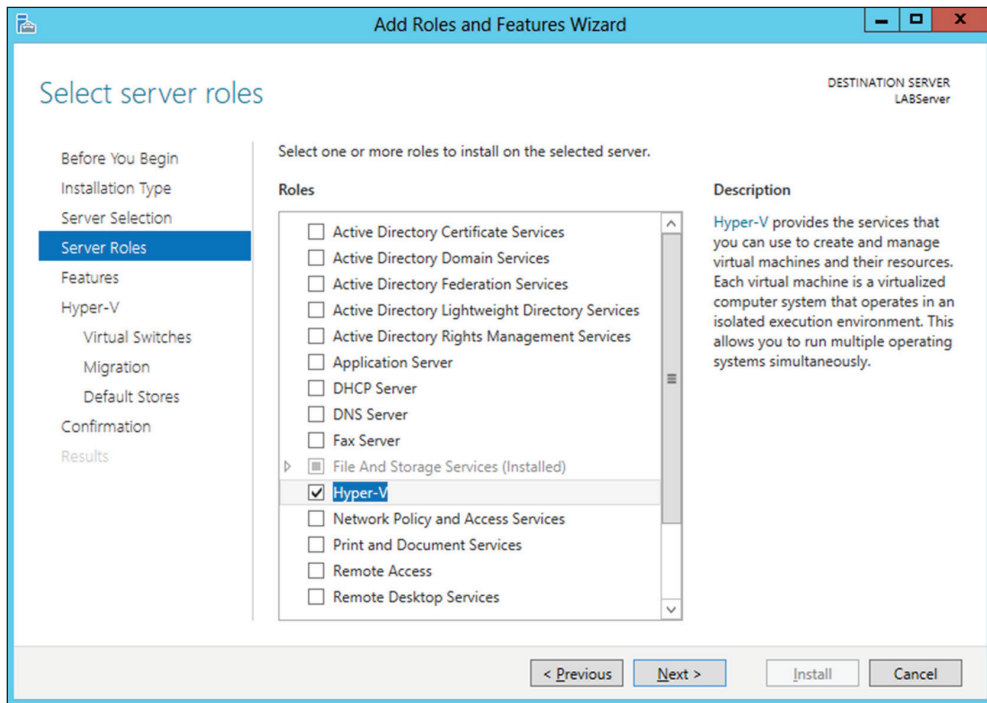 Add Roles and Features Wizard
Select server roles
DESTINATION SERVER
LABServer
Before You Begin
Installation Type
Server Selection
Server Roles
Features
Hyper-V
Virtual Switches
Migration
Default Stores
Confirmation
Results
Select one or more roles to install on the selected server.
Roles
Active Directory Certificate Services
Active Directory Domain Services
Active Directory Federation Services
Active Directory Lightweight Directory Services
Active Directory Rights Management Services
Application Server
DHCP Server
DNS Server
Fax Server
File And Storage Services (Installed)
Hyper-V
Network Policy and Access Services
Print and Document Services
Remote Access
Remote Desktop Services
Description
Hyper-V provides the services that
you can use to create and manage
virtual machines and their resources.
Each virtual machine is a virtualized
computer system that operates in an
isolated execution environment. This
allows you to run multiple operating
systems simultaneously.
< Previous
Next >
Install
Cancel